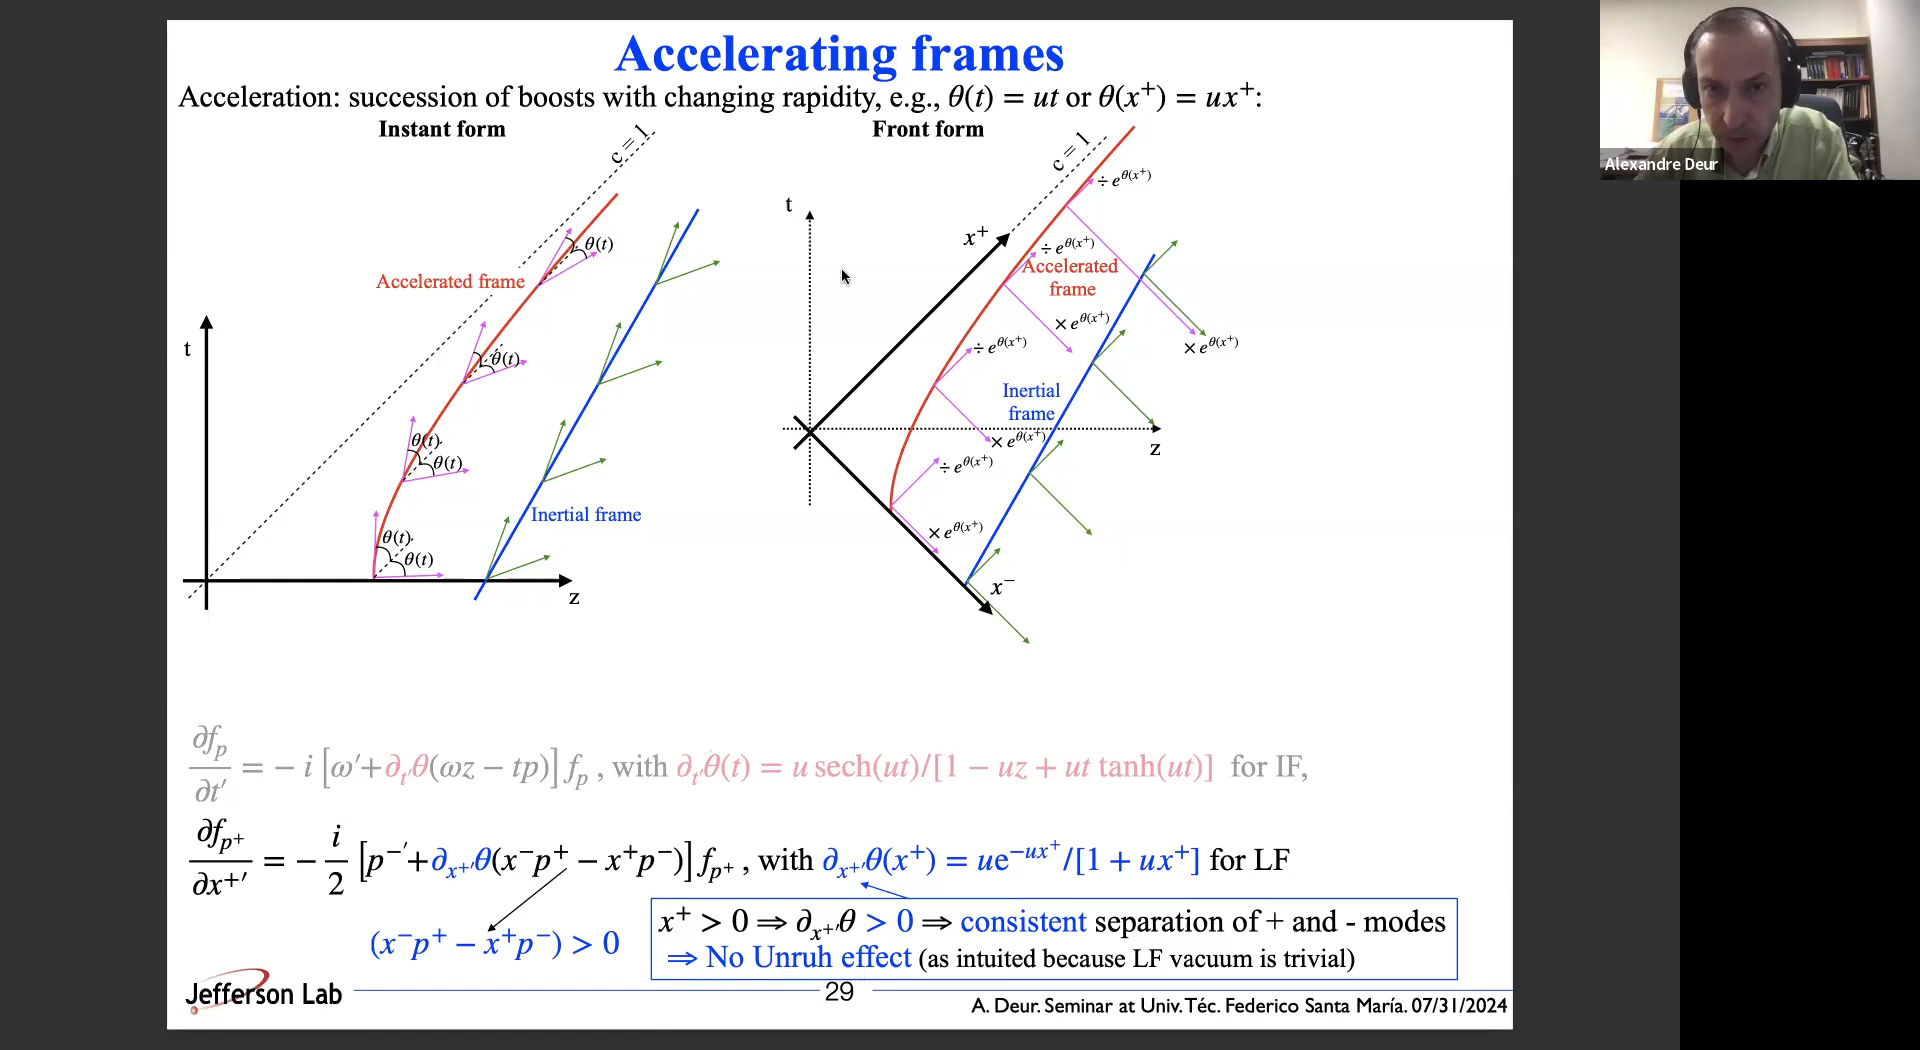 Accelerating frames
Acceleration: succession of boosts with changing rapidity, e.g., θ(t) = ut or θ(x⁺) = ux⁺:
Instant form
Front form
c = 1
t
z
Accelerated frame
Inertial frame
θ(t)
θ(t)
θ(t)
θ(t)
θ(t)
θ(t)
c = 1
t
x⁺
z
x⁻
Accelerated
frame
Inertial
frame
÷ e^θ(x⁺)
÷ e^θ(x⁺)
× e^θ(x⁺)
× e^θ(x⁺)
÷ e^θ(x⁺)
× e^θ(x⁺)
÷ e^θ(x⁺)
× e^θ(x⁺)
∂f_p/∂t′ = − i [ω′+∂_t′θ(ωz − tp)] f_p , with ∂_t′θ(t) = u sech(ut)/[1 − uz + ut tanh(ut)] for IF,
∂f_p⁺/∂x⁺′ = − i/2 [p⁻′+∂_x⁺′θ(x⁻p⁺ − x⁺p⁻)] f_p⁺ , with ∂_x⁺′θ(x⁺) = ue^−ux⁺/[1 + ux⁺] for LF
(x⁻p⁺ − x⁺p⁻) > 0
x⁺ > 0 ⟹ ∂_x⁺′θ > 0 ⟹ consistent separation of + and - modes
⟹ No Unruh effect (as intuited because LF vacuum is trivial)
Jefferson Lab
29
A. Deur. Seminar at Univ. Téc. Federico Santa María. 07/31/2024
Alexandre Deur